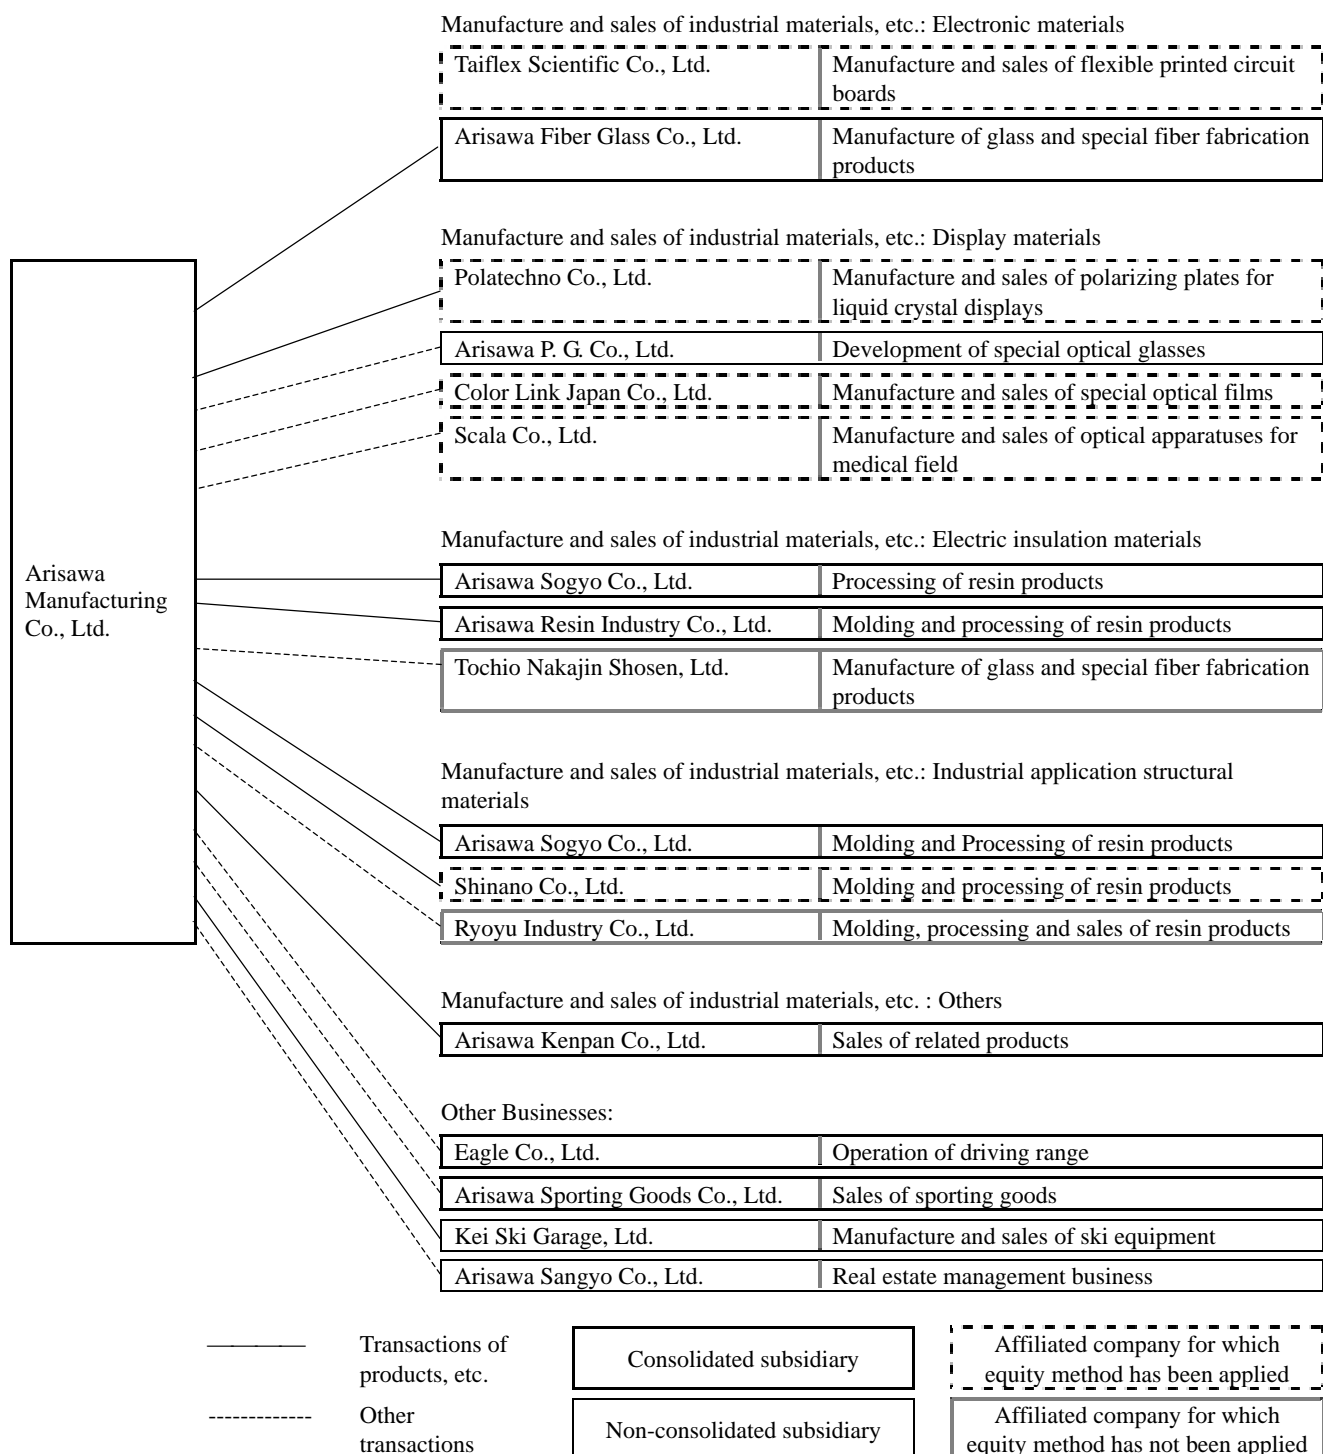 Manufacture and sales of industrial materials, etc.: Electronic materials
Taiflex Scientific Co., Ltd.
Manufacture and sales of flexible printed circuit
boards
Arisawa Fiber Glass Co., Ltd.
Manufacture of glass and special fiber fabrication
products
Manufacture and sales of industrial materials, etc.: Display materials
Polatechno Co., Ltd.
Manufacture and sales of polarizing plates for
liquid crystal displays
Arisawa P. G. Co., Ltd.
Development of special optical glasses
Color Link Japan Co., Ltd.
Manufacture and sales of special optical films
Scala Co., Ltd.
Manufacture and sales of optical apparatuses for
medical field
Arisawa
Manufacturing
Co., Ltd.
Manufacture and sales of industrial materials, etc.: Electric insulation materials
Arisawa Sogyo Co., Ltd.
Processing of resin products
Arisawa Resin Industry Co., Ltd.
Molding and processing of resin products
Tochio Nakajin Shosen, Ltd.
Manufacture of glass and special fiber fabrication
products
Manufacture and sales of industrial materials, etc.: Industrial application structural
materials
Arisawa Sogyo Co., Ltd.
Molding and Processing of resin products
Shinano Co., Ltd.
Molding and processing of resin products
Ryoyu Industry Co., Ltd.
Molding, processing and sales of resin products
Manufacture and sales of industrial materials, etc. : Others
Arisawa Kenpan Co., Ltd.
Sales of related products
Other Businesses:
Eagle Co., Ltd.
Operation of driving range
Arisawa Sporting Goods Co., Ltd.
Sales of sporting goods
Kei Ski Garage, Ltd.
Manufacture and sales of ski equipment
Arisawa Sangyo Co., Ltd.
Real estate management business
Transactions of
products, etc.
Consolidated subsidiary
Affiliated company for which
equity method has been applied
Other
transactions
Non-consolidated subsidiary
Affiliated company for which
equity method has not been applied